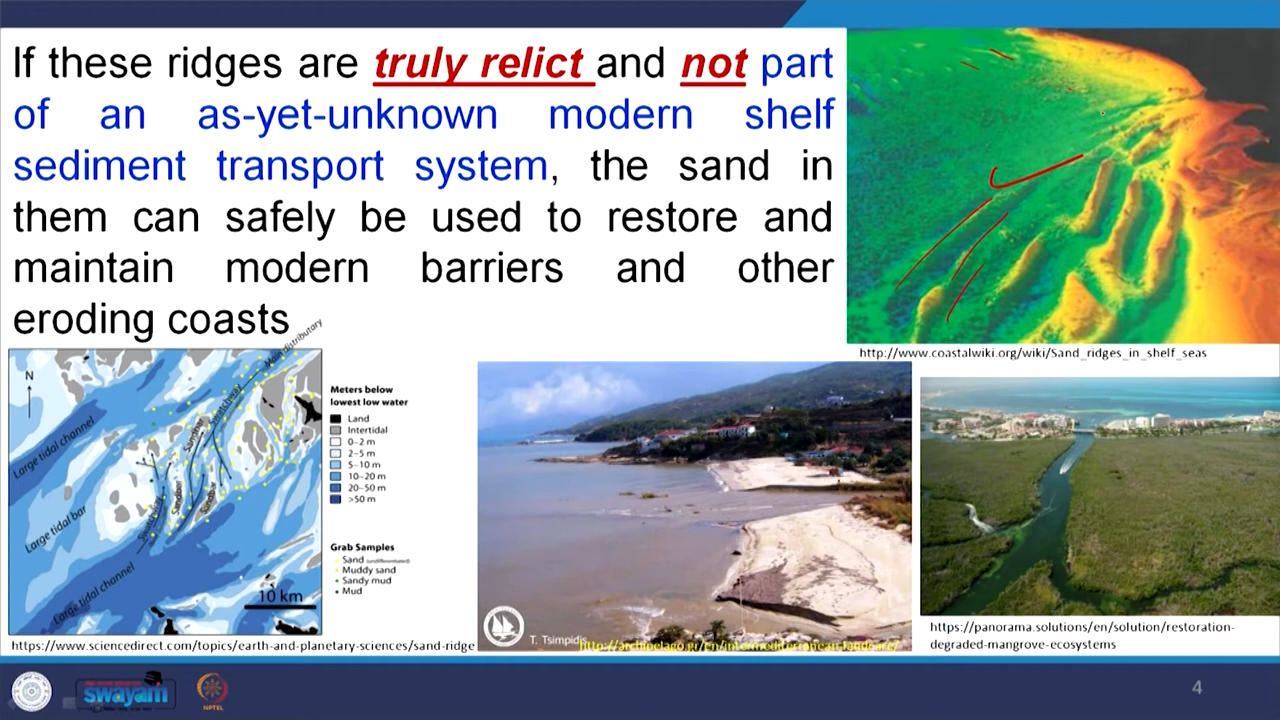 If these ridges are truly relict and not part
of an as-yet-unknown modern shelf
sediment transport system, the sand in
them can safely be used to restore and
maintain modern barriers and other
eroding coasts
http://www.coastalwiki.org/wiki/Sand_ridges_in_shelf_seas
N
Main distributary
Large tidal channel
Large tidal bar
Large tidal channel
10 km
Meters below
lowest low water
Land
Intertidal
0–2 m
2–5 m
5–10 m
10–20 m
20–50 m
>50 m
Grab Samples
Sand (undifferentiated)
Muddy sand
Sandy mud
Mud
https://www.sciencedirect.com/topics/earth-and-planetary-sciences/sand-ridge
T. Tsimpidis
https://panorama.solutions/en/solution/restoration-
degraded-mangrove-ecosystems
swayam
NPTEL
4